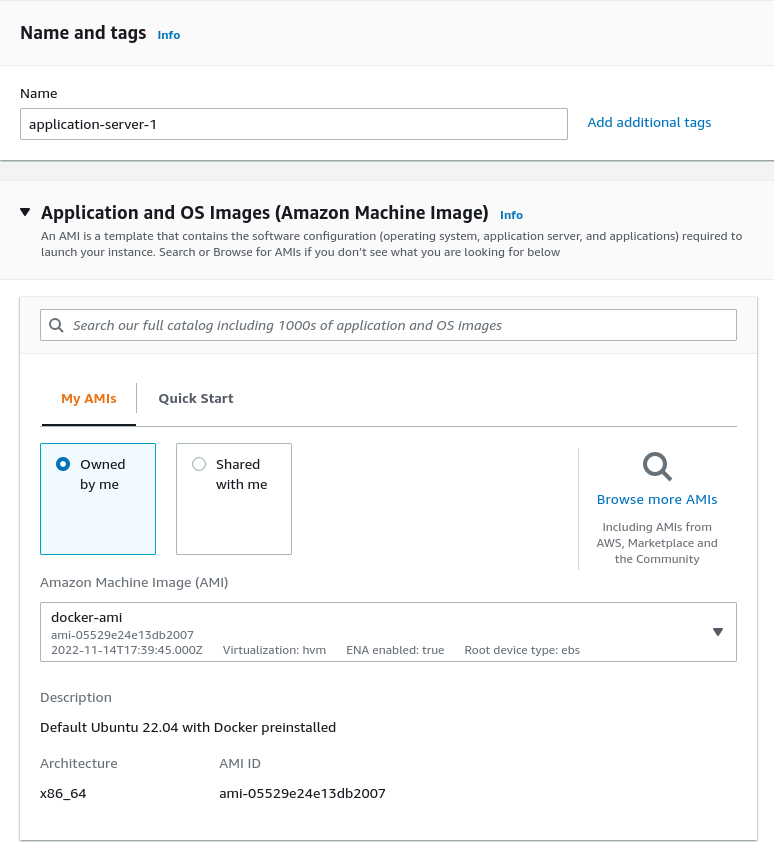 Name and tags Info
Name
application-server-1
Add additional tags
Application and OS Images (Amazon Machine Image) Info
An AMI is a template that contains the software configuration (operating system, application server, and applications) required to
launch your instance. Search or Browse for AMIs if you don’t see what you are looking for below
Search our full catalog including 1000s of application and OS images
My AMIs
Quick Start
Owned
by me
Shared
with me
Browse more AMIs
Including AMIs from
AWS, Marketplace and
the Community
Amazon Machine Image (AMI)
docker-ami
ami-05529e24e13db2007
2022-11-14T17:39:45.000Z Virtualization: hvm ENA enabled: true Root device type: ebs
Description
Default Ubuntu 22.04 with Docker preinstalled
Architecture AMI ID
x86_64 ami-05529e24e13db2007